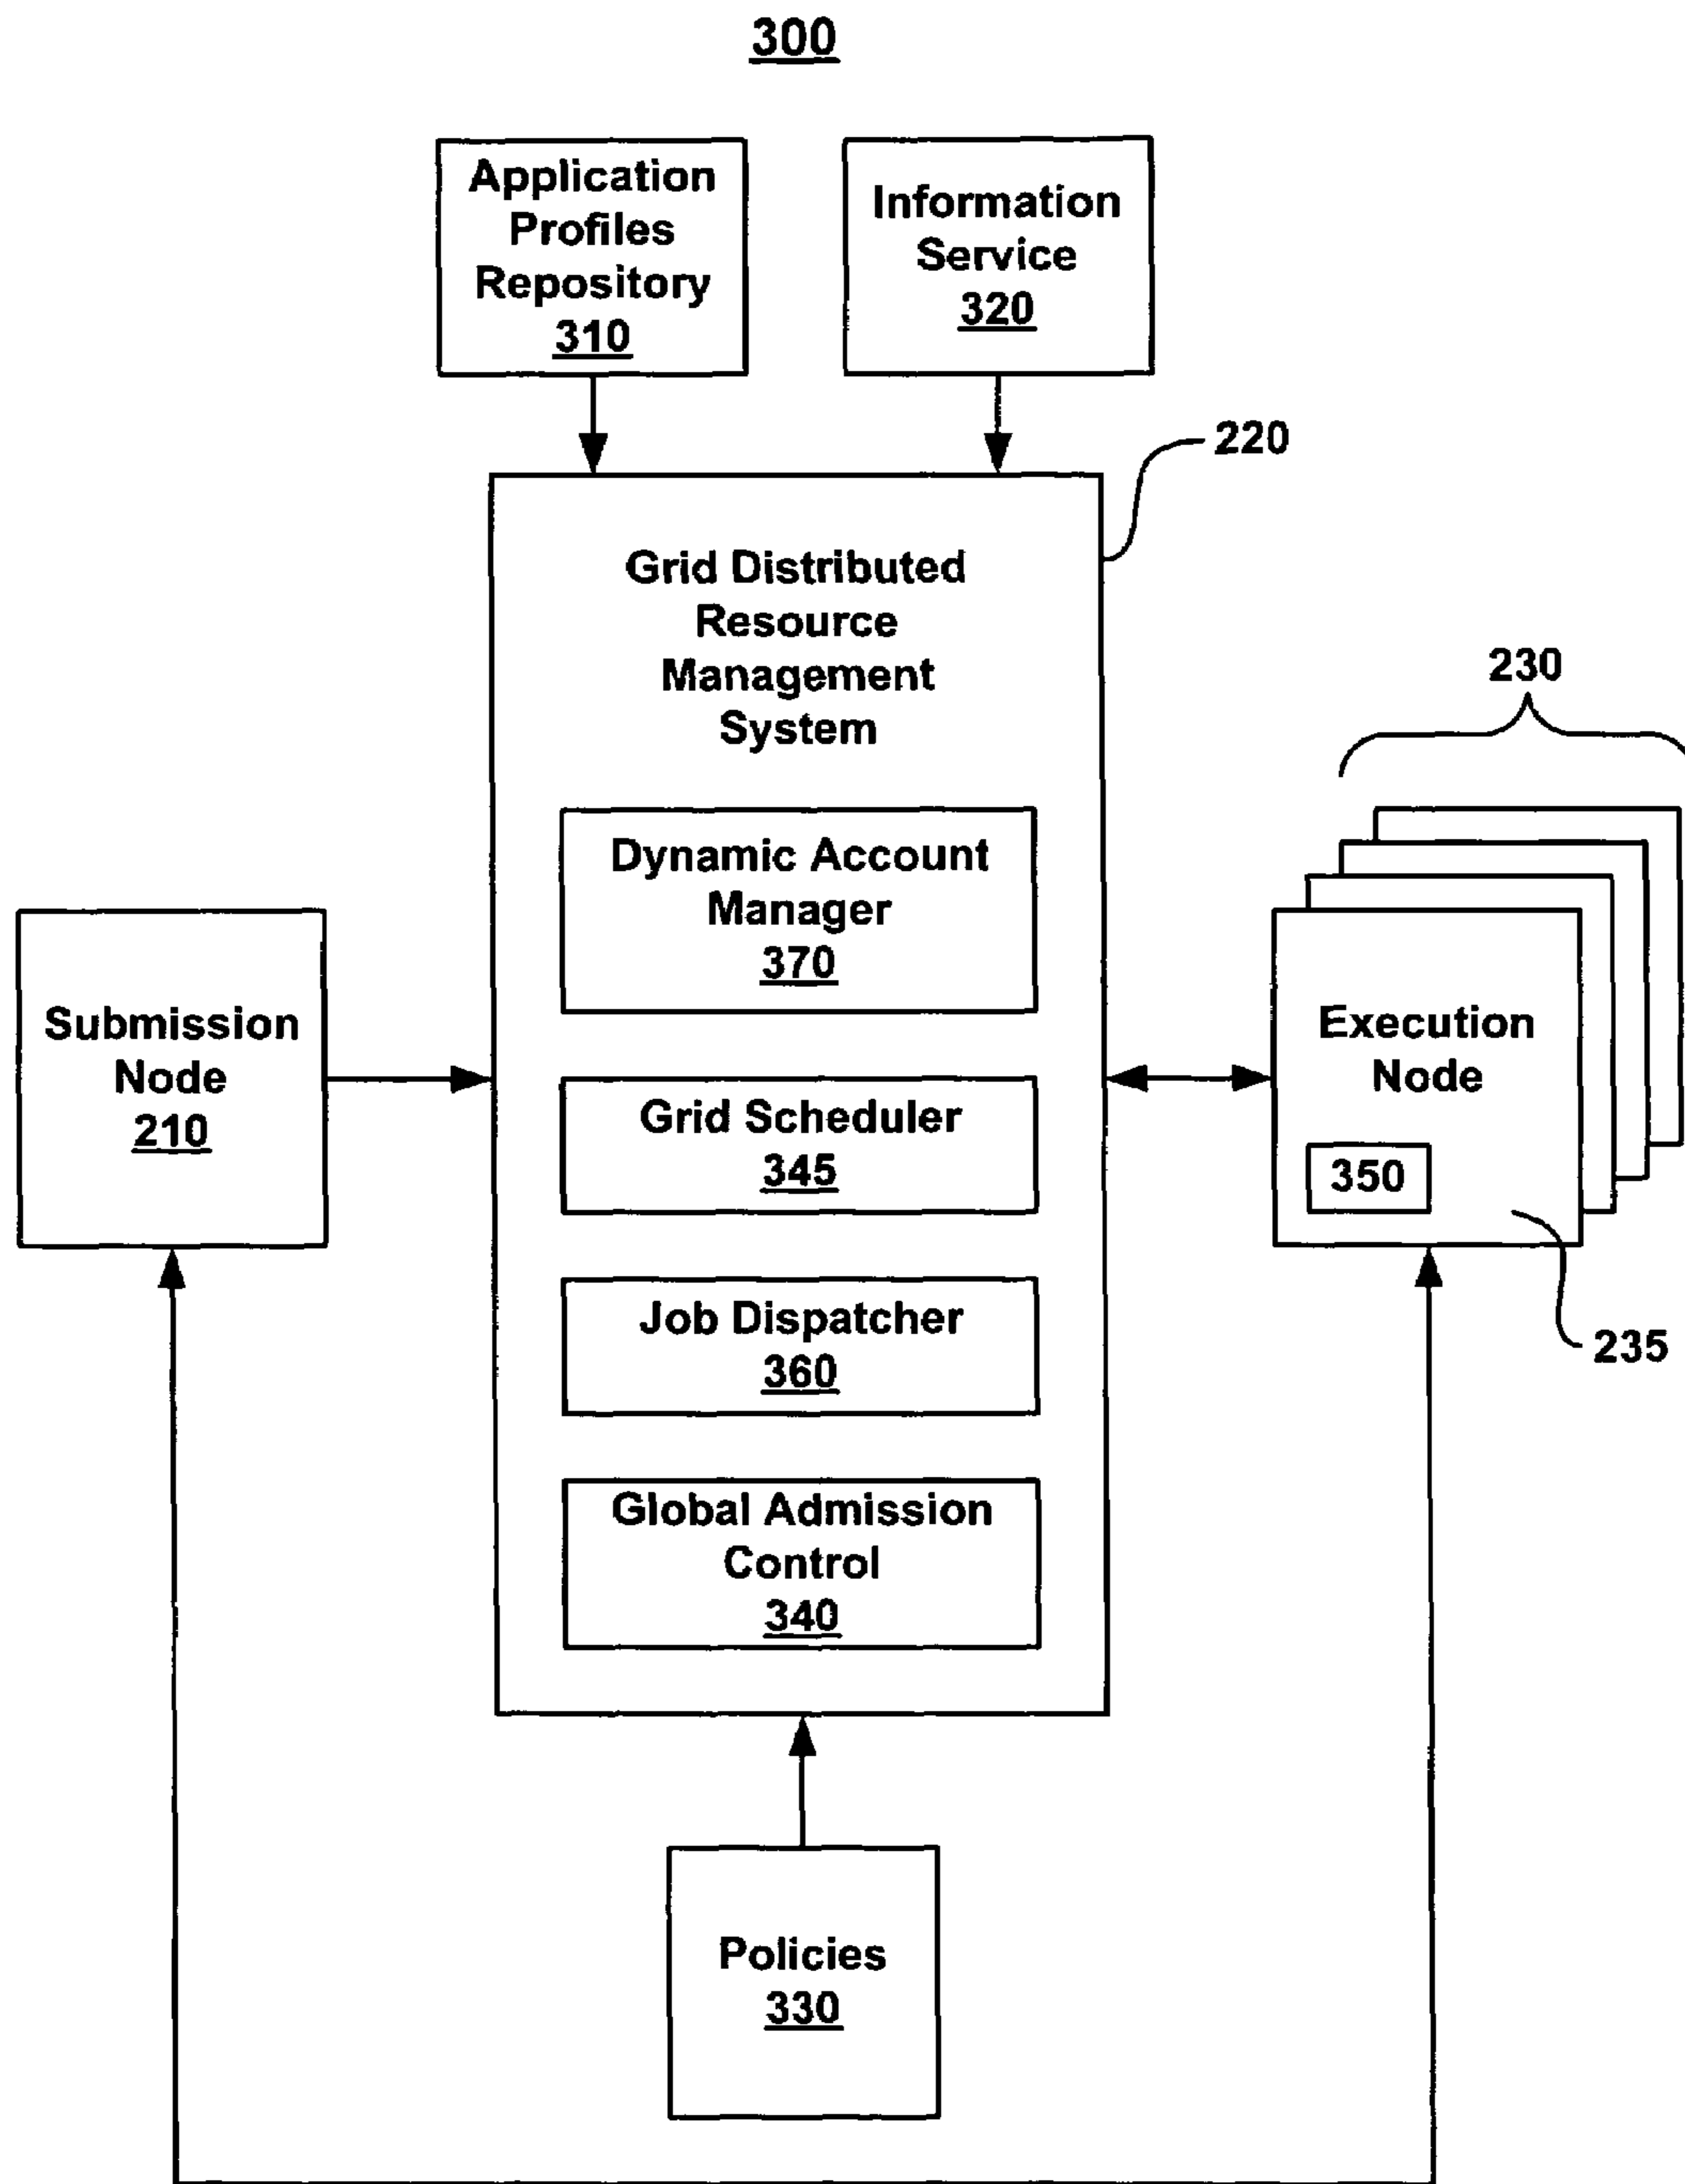 300
Application
Profiles
Repository
310
Information
Service
320
220
Grid Distributed
Resource
Management
System
230
Dynamic Account
Manager
370
Submission
Node
210
Grid Scheduler
345
Execution
Node
350
235
Job Dispatcher
360
Global Admission
Control
340
Policies
330